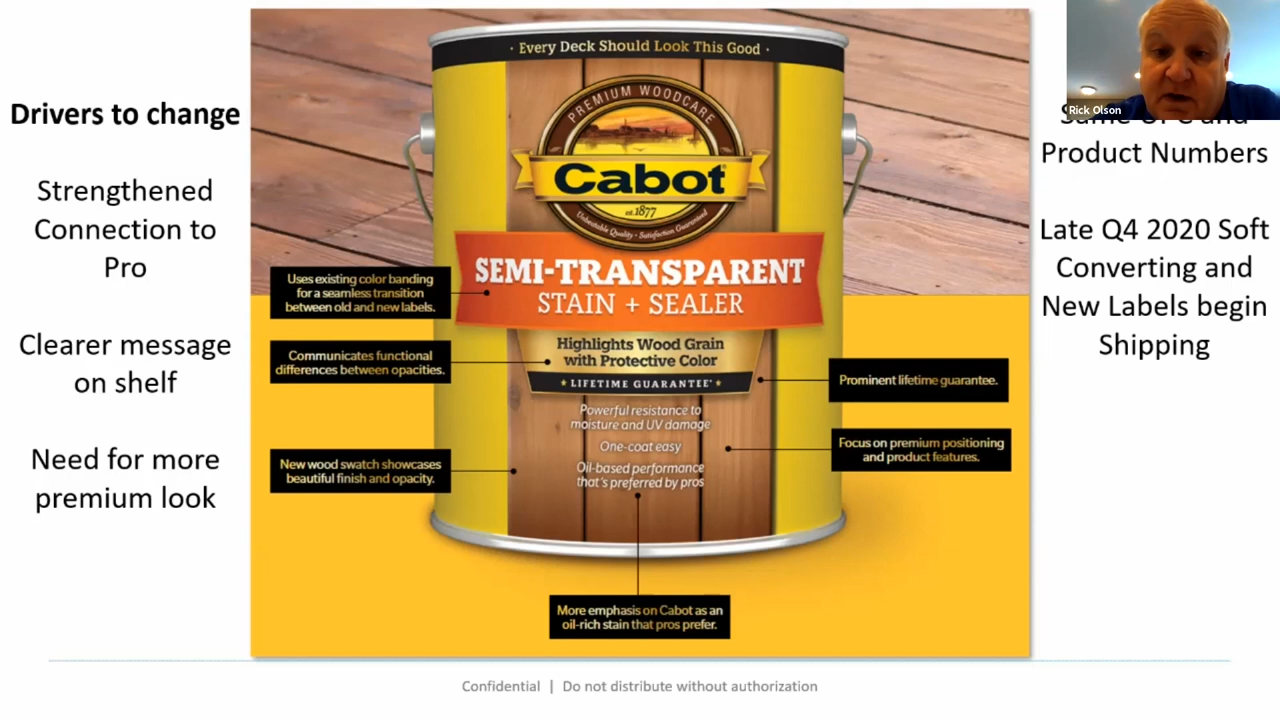 Drivers to change
Strengthened
Connection to
Pro
Clearer message
on shelf
Need for more
premium look
· Every Deck Should Look This Good ·
PREMIUM WOODCARE
Cabot®
est.1877
Unbeatable Quality · Satisfaction Guaranteed
SEMI-TRANSPARENT
STAIN + SEALER
Highlights Wood Grain
with Protective Color
★ LIFETIME GUARANTEE* ★
Powerful resistance to
moisture and UV damage
One-coat easy
Oil-based performance
that's preferred by pros
Uses existing color banding
for a seamless transition
between old and new labels.
Communicates functional
differences between opacities.
New wood swatch showcases
beautiful finish and opacity.
Prominent lifetime guarantee.
Focus on premium positioning
and product features.
More emphasis on Cabot as an
oil-rich stain that pros prefer.
Rick Olson
and
Product Numbers
Late Q4 2020 Soft
Converting and
New Labels begin
Shipping
Confidential | Do not distribute without authorization